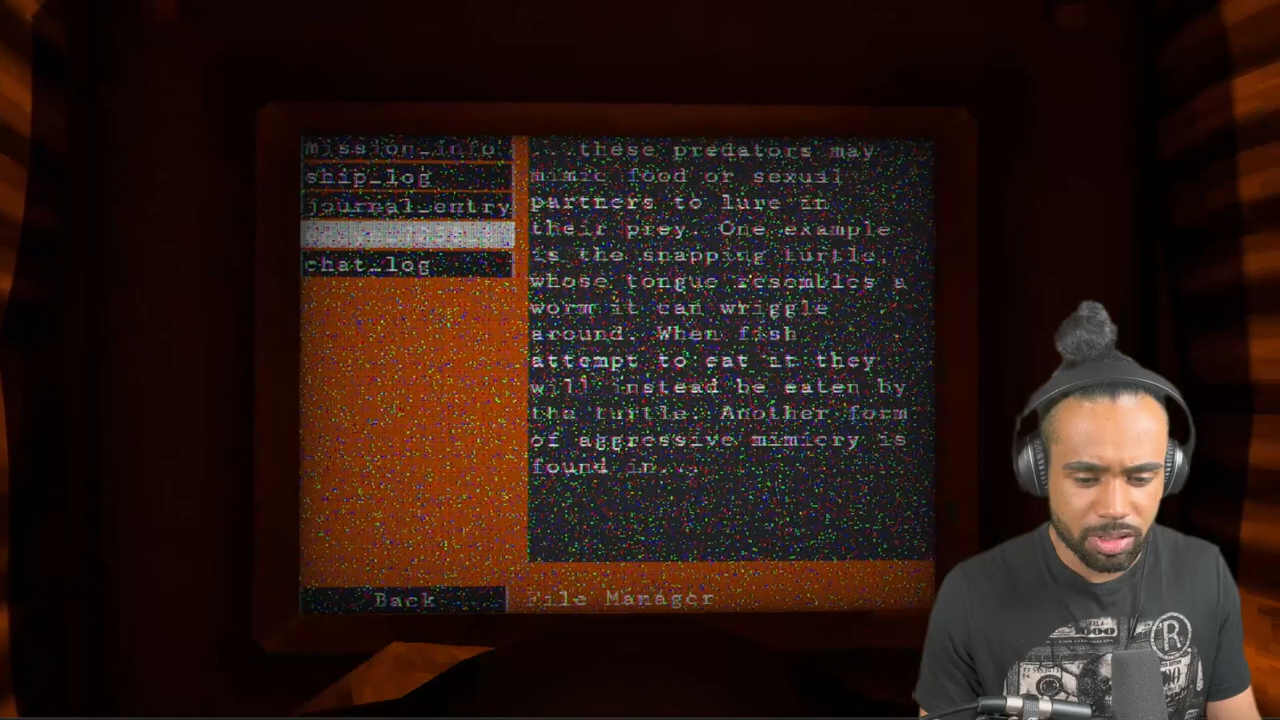 mission_info
ship_log
journal_entry
chat_log
...these predators may
mimic food or sexual
partners to lure in
their prey. One example
is the snapping turtle,
whose tongue resembles a
worm it can wriggle
around. When fish
attempt to eat it they
will instead be eaten by
the turtle. Another form
of aggressive mimicry is
found in...
Back
File Manager
R